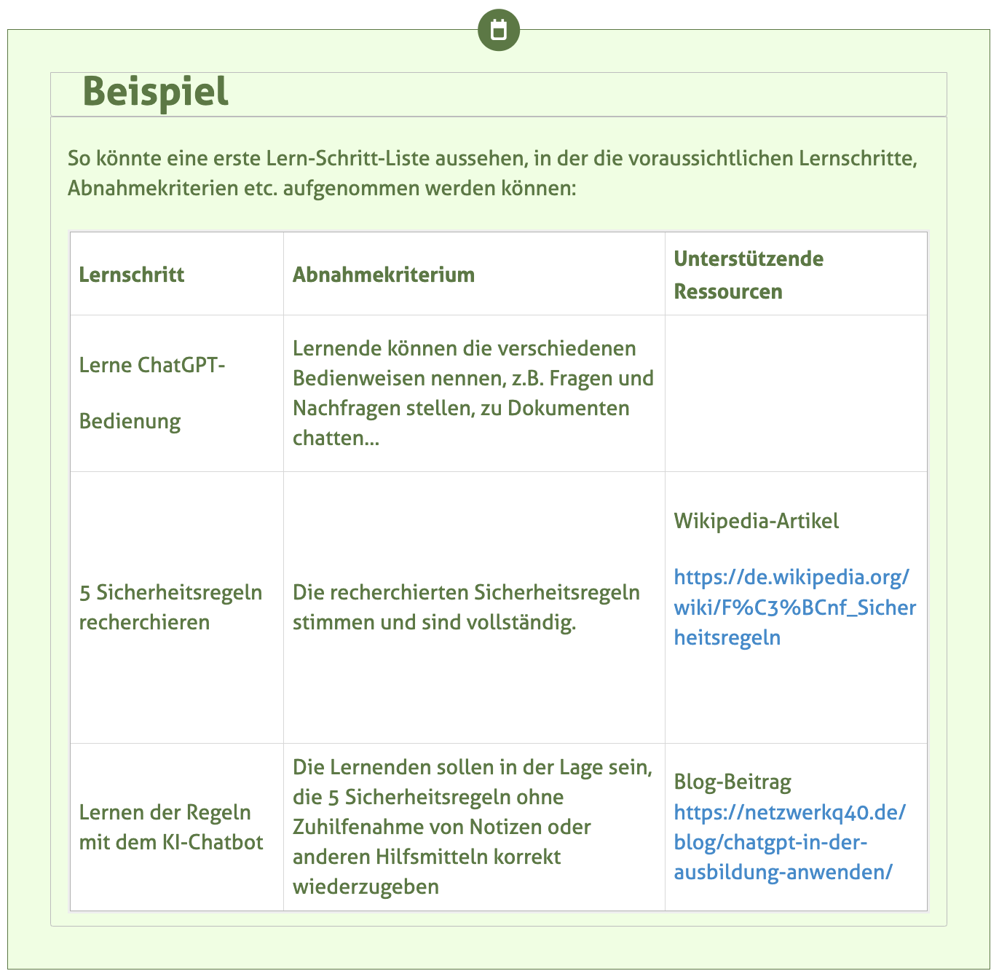 Beispiel
So könnte eine erste Lern-Schritt-Liste aussehen, in der die voraussichtlichen Lernschritte,
Abnahmekriterien etc. aufgenommen werden können:
Lernschritt
Abnahmekriterium
Unterstützende
Ressourcen
Lerne ChatGPT-
Bedienung
Lernende können die verschiedenen
Bedienweisen nennen, z.B. Fragen und
Nachfragen stellen, zu Dokumenten
chatten...
5 Sicherheitsregeln
recherchieren
Die recherchierten Sicherheitsregeln
stimmen und sind vollständig.
Wikipedia-Artikel
https://de.wikipedia.org/
wiki/F%C3%BCnf_Sicher
heitsregeln
Lernen der Regeln
mit dem KI-Chatbot
Die Lernenden sollen in der Lage sein,
die 5 Sicherheitsregeln ohne
Zuhilfenahme von Notizen oder
anderen Hilfsmitteln korrekt
wiederzugeben
Blog-Beitrag
https://netzwerkq40.de/
blog/chatgpt-in-der-
ausbildung-anwenden/